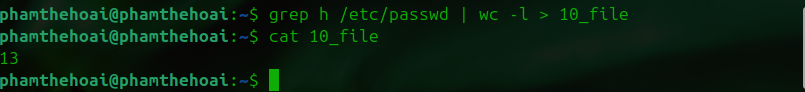 phamthehoai@phamthehoai:~$ grep h /etc/passwd | wc -l > 10_file
phamthehoai@phamthehoai:~$ cat 10_file
13
phamthehoai@phamthehoai:~$